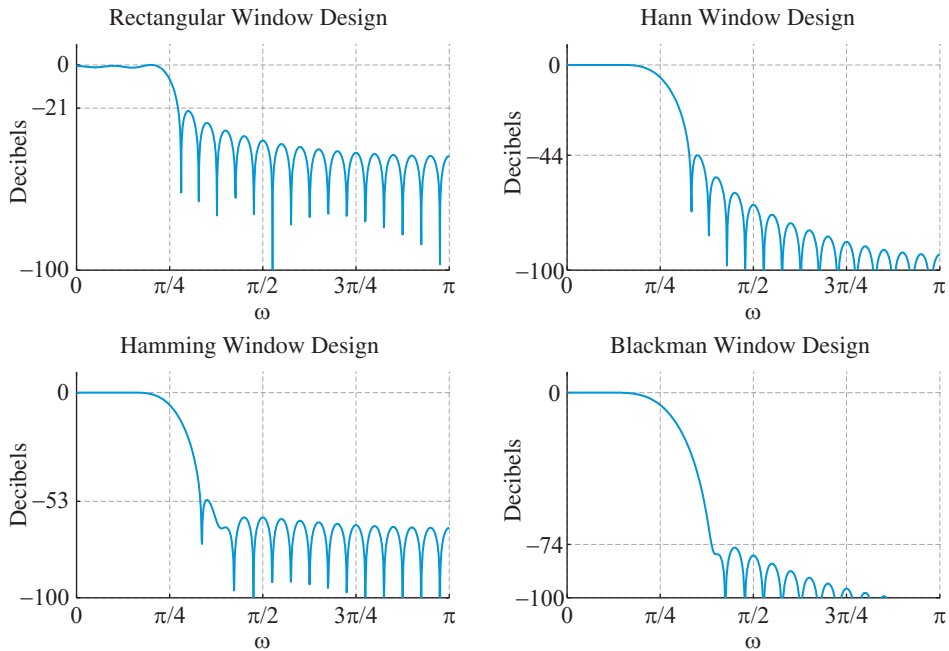 Rectangular Window Design
0
−21
−100
Decibels
0 π/4 π/2 3π/4 π
ω
Hann Window Design
0
−44
−100
Decibels
0 π/4 π/2 3π/4 π
ω
Hamming Window Design
0
−53
−100
Decibels
0 π/4 π/2 3π/4 π
ω
Blackman Window Design
0
−74
−100
Decibels
0 π/4 π/2 3π/4 π
ω